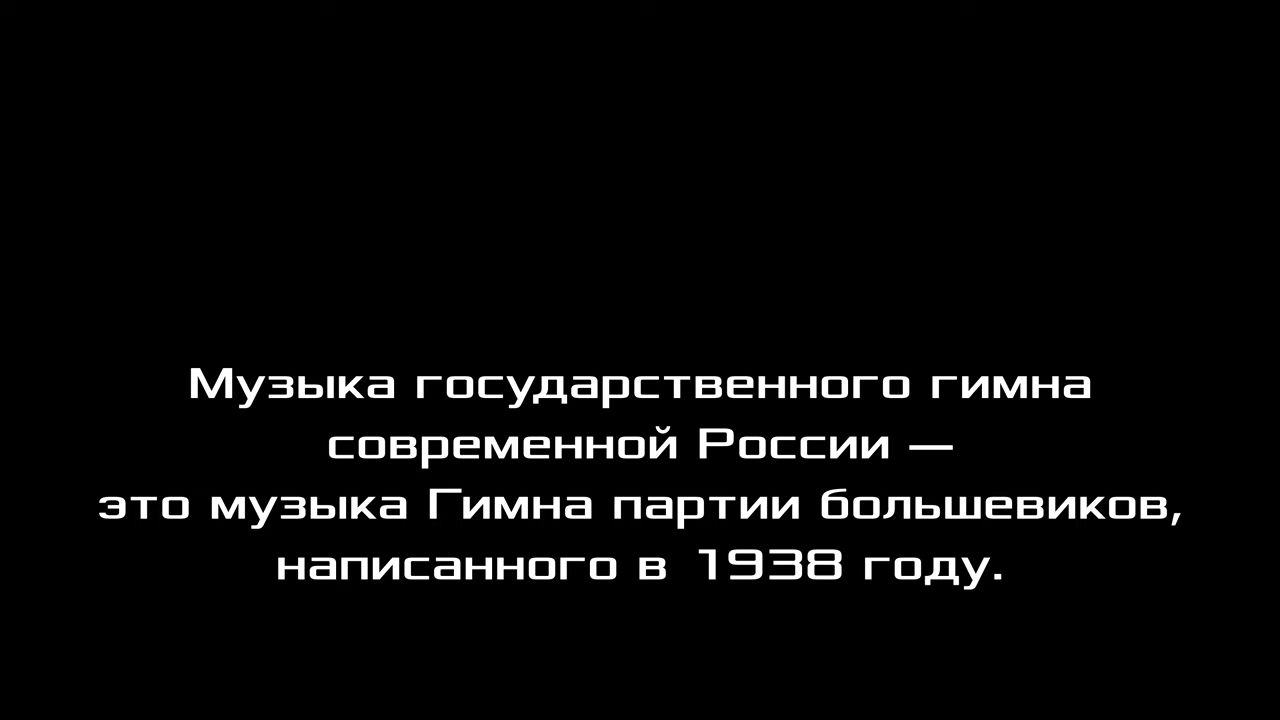 Музыка государственного гимна
современной России —
это музыка Гимна партии большевиков,
написанного в 1938 году.